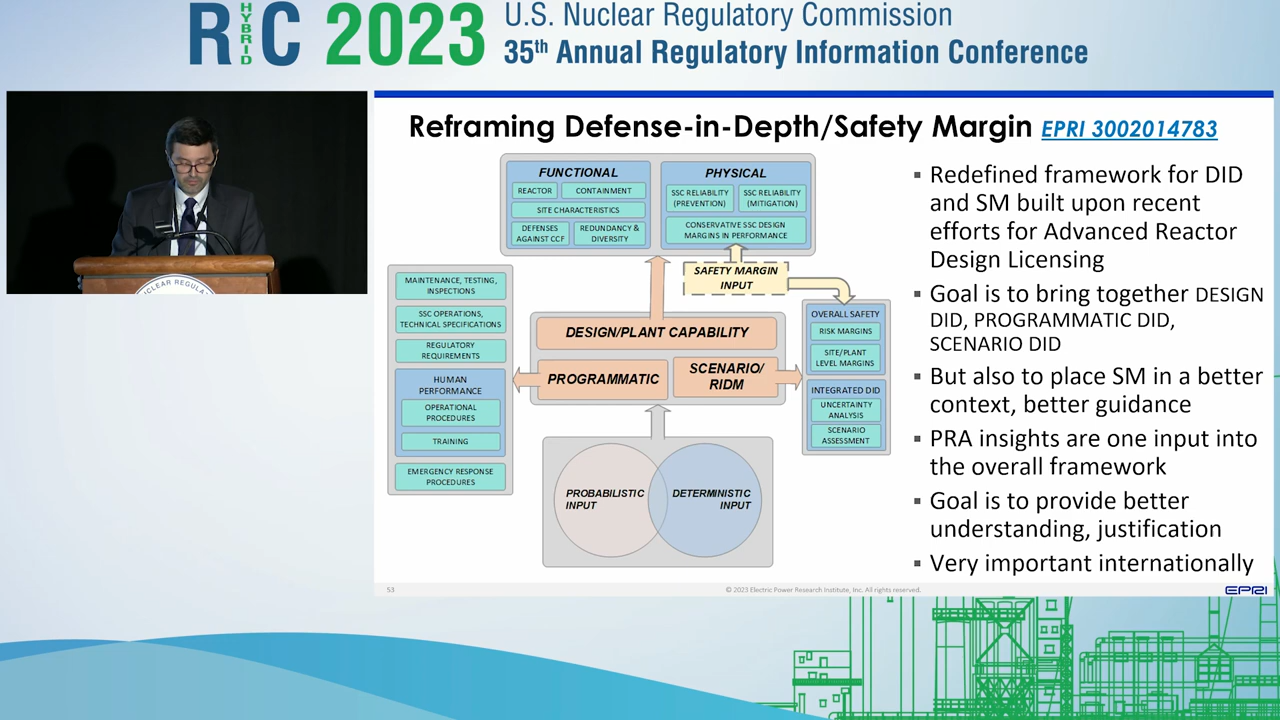 R HYBRID C 2023
U.S. Nuclear Regulatory Commission
35th Annual Regulatory Information Conference
NUCLEAR REGULA
Reframing Defense-in-Depth/Safety Margin EPRI 3002014783
FUNCTIONAL
REACTOR
CONTAINMENT
SITE CHARACTERISTICS
DEFENSES
AGAINST CCF
REDUNDANCY &
DIVERSITY
PHYSICAL
SSC RELIABILITY
(PREVENTION)
SSC RELIABILITY
(MITIGATION)
CONSERVATIVE SSC DESIGN
MARGINS IN PERFORMANCE
SAFETY MARGIN
INPUT
MAINTENANCE, TESTING,
INSPECTIONS
SSC OPERATIONS,
TECHNICAL SPECIFICATIONS
REGULATORY
REQUIREMENTS
HUMAN
PERFORMANCE
OPERATIONAL
PROCEDURES
TRAINING
EMERGENCY RESPONSE
PROCEDURES
DESIGN/PLANT CAPABILITY
PROGRAMMATIC
SCENARIO/
RIDM
OVERALL SAFETY
RISK MARGINS
SITE/PLANT
LEVEL MARGINS
INTEGRATED DID
UNCERTAINTY
ANALYSIS
SCENARIO
ASSESSMENT
PROBABILISTIC
INPUT
DETERMINISTIC
INPUT
▪ Redefined framework for DID
and SM built upon recent
efforts for Advanced Reactor
Design Licensing
▪ Goal is to bring together DESIGN
DID, PROGRAMMATIC DID,
SCENARIO DID
▪ But also to place SM in a better
context, better guidance
▪ PRA insights are one input into
the overall framework
▪ Goal is to provide better
understanding, justification
▪ Very important internationally
53
© 2023 Electric Power Research Institute, Inc. All rights reserved.
EPRI